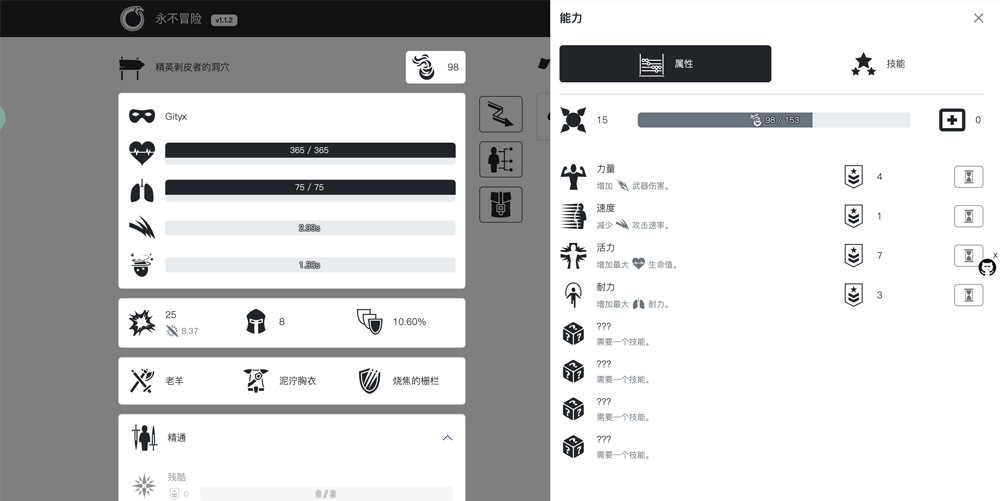 永不冒险 v1.1.2
精英剥皮者的洞穴
98
Gityx
365 / 365
75 / 75
2.99s
1.38s
25
8.37
8
10.60%
老羊
泥泞胸衣
烧焦的栅栏
精通
残酷
0
0 / 3
能力
属性
技能
15
98 / 153
0
力量
增加 武器伤害。
4
速度
减少 攻击速率。
1
活力
增加最大 生命值。
7
x
耐力
增加最大 耐力。
3
???
需要一个技能。
???
需要一个技能。
???
需要一个技能。
???
需要一个技能。